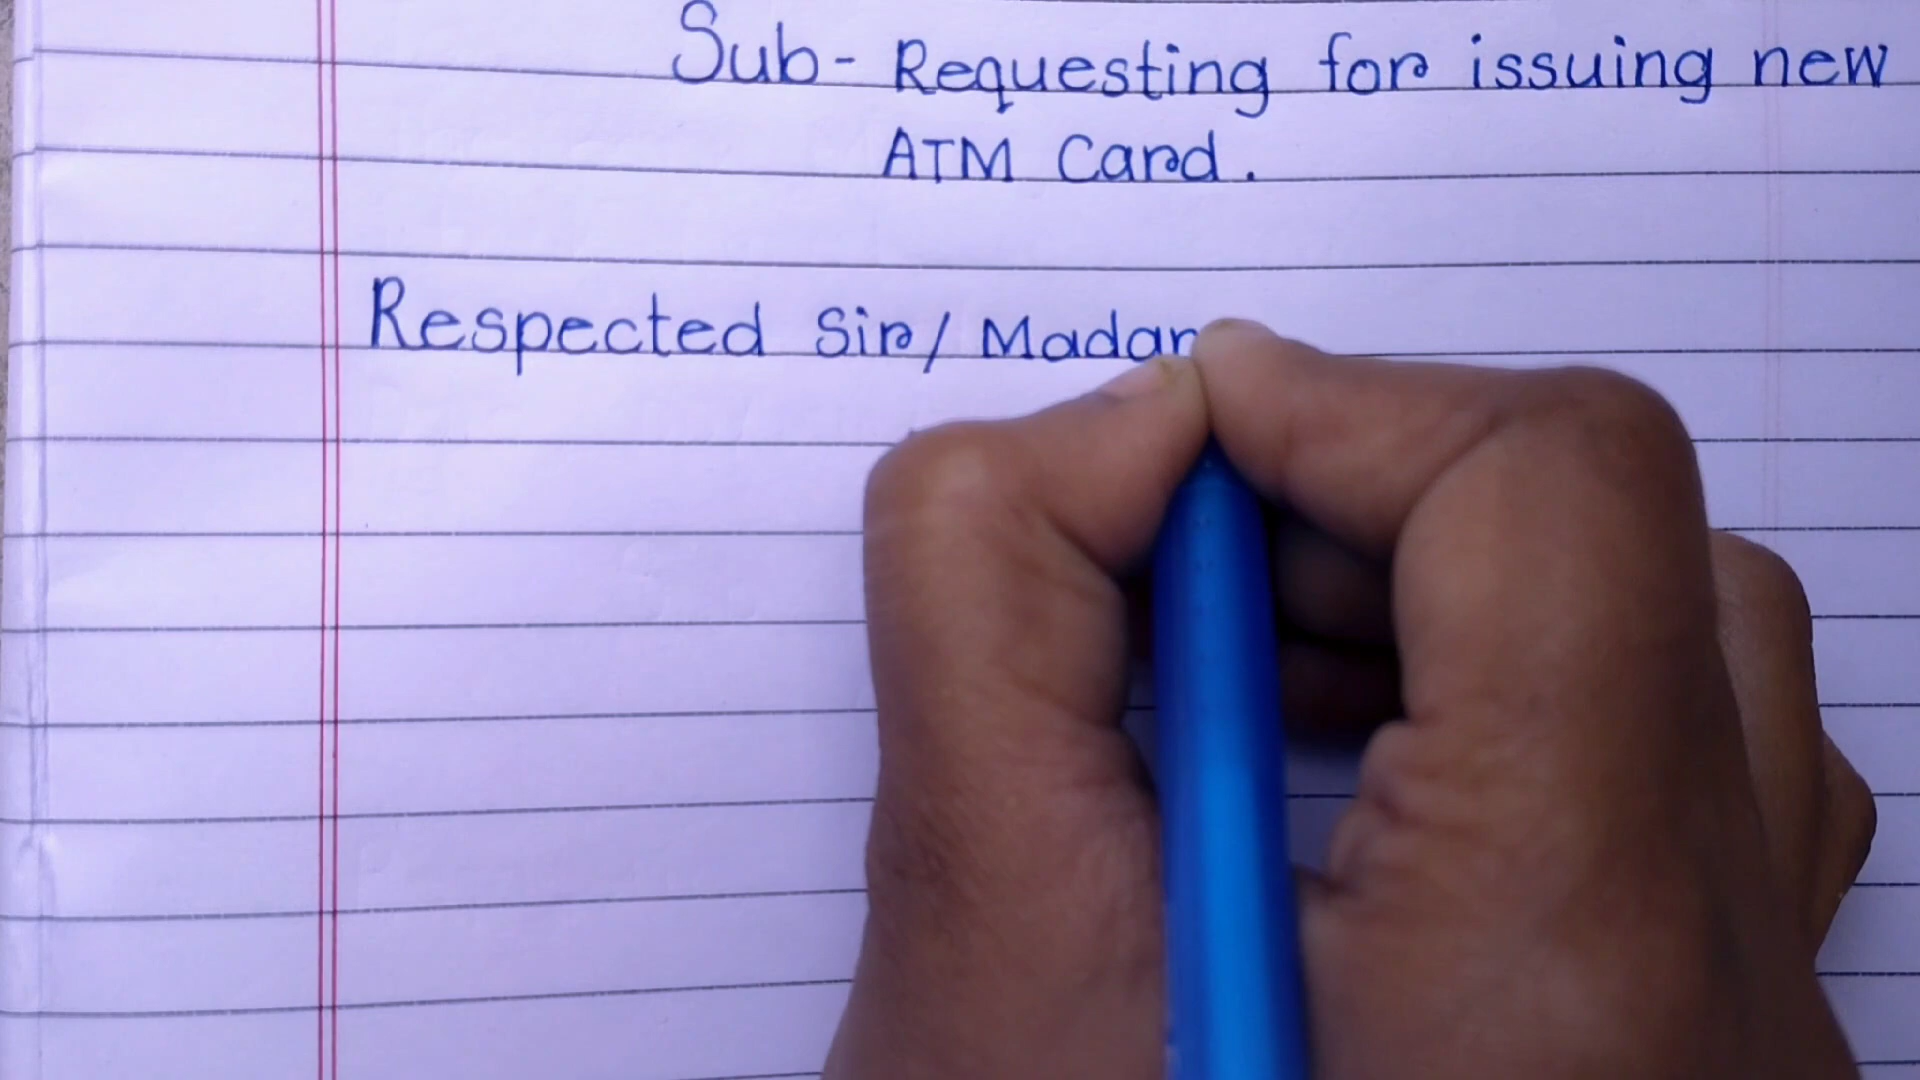 Sub- Requesting for issuing new
ATM Card.
Respected Sir/ Madam